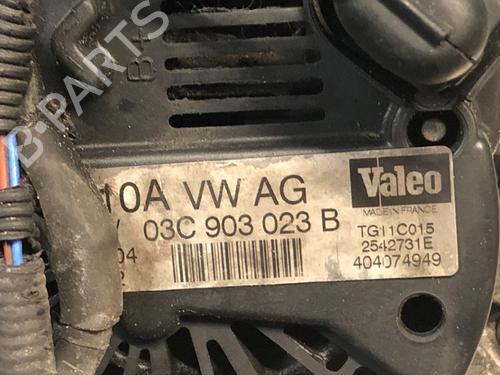 B+
B-PARTS
10A VW AG
03C 903 023 B
04
Valeo
MADE IN FRANCE
TG11C015
2542731E
404074949